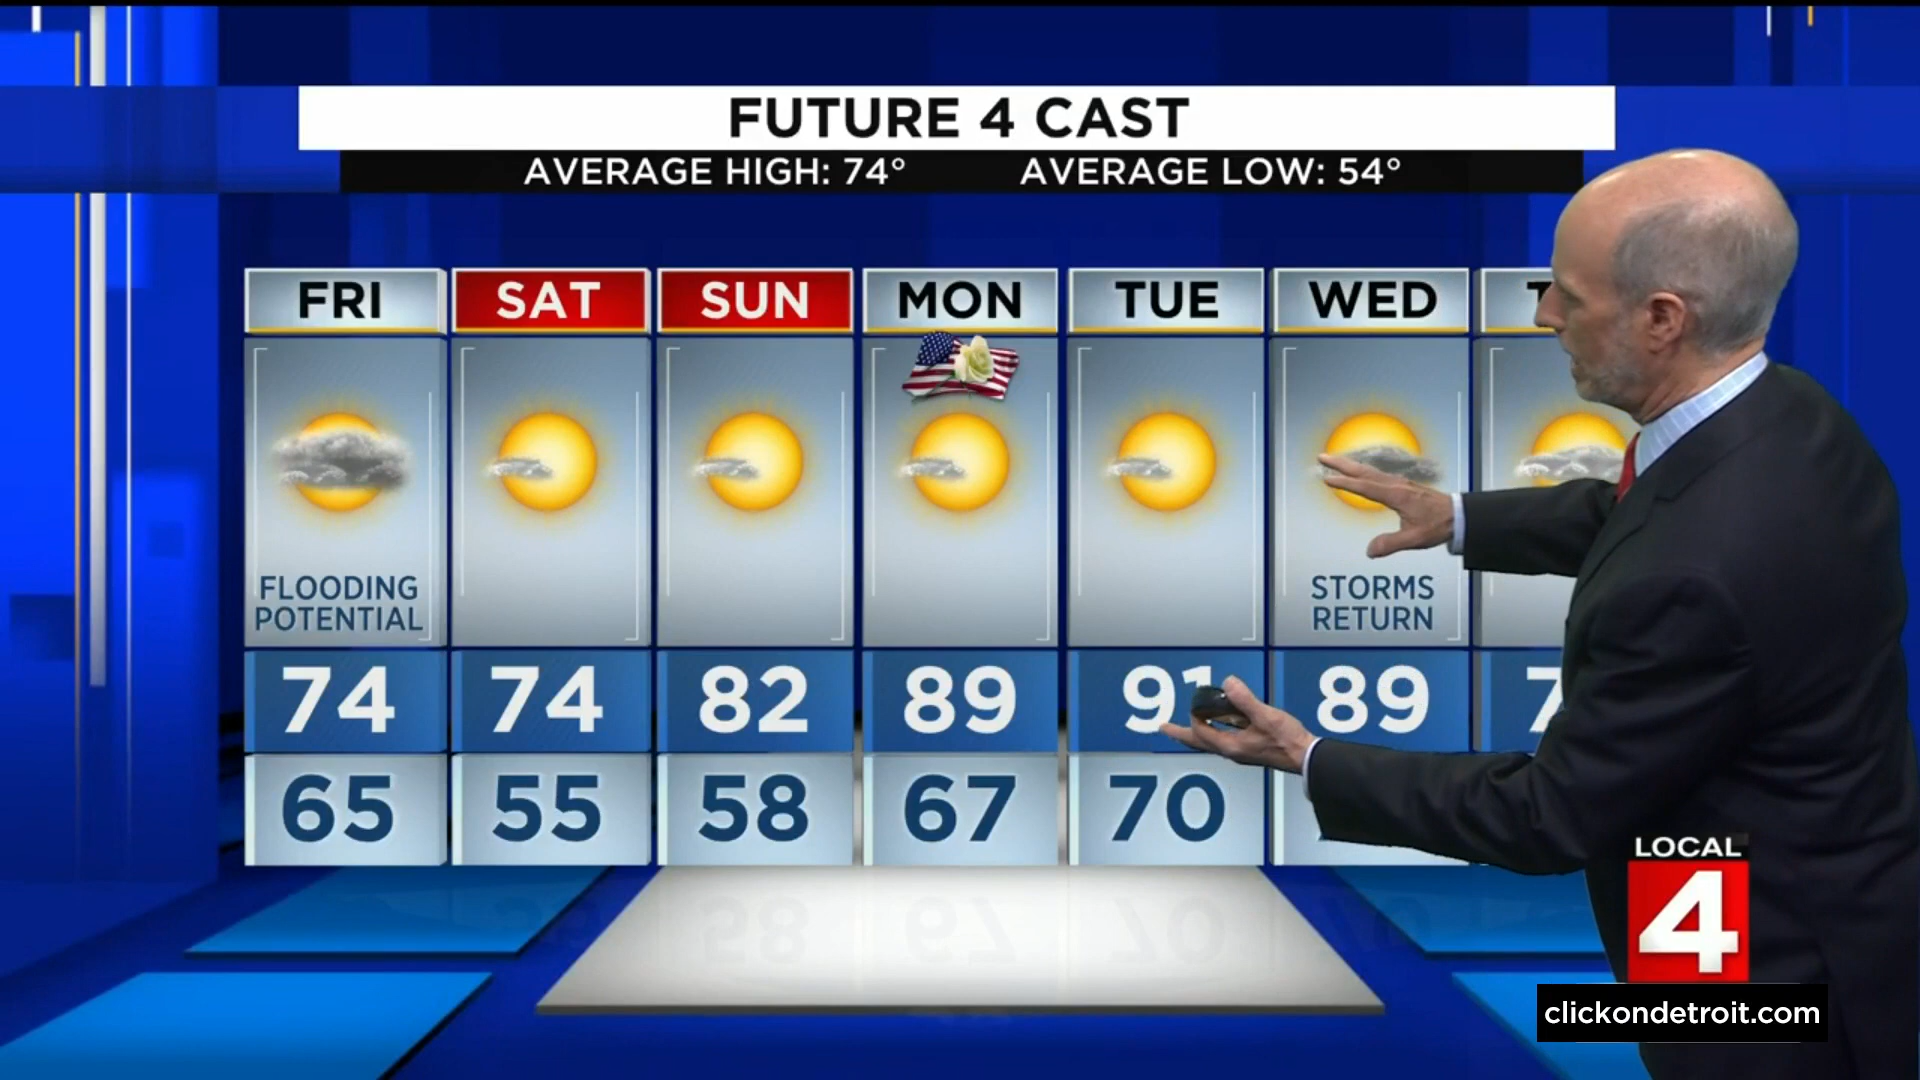 FUTURE 4 CAST
AVERAGE HIGH: 74° AVERAGE LOW: 54°
FRI SAT SUN MON TUE WED
FLOODING POTENTIAL
STORMS RETURN
74 74 82 89 91 89
65 55 58 67 70
LOCAL
4
clickondetroit.com